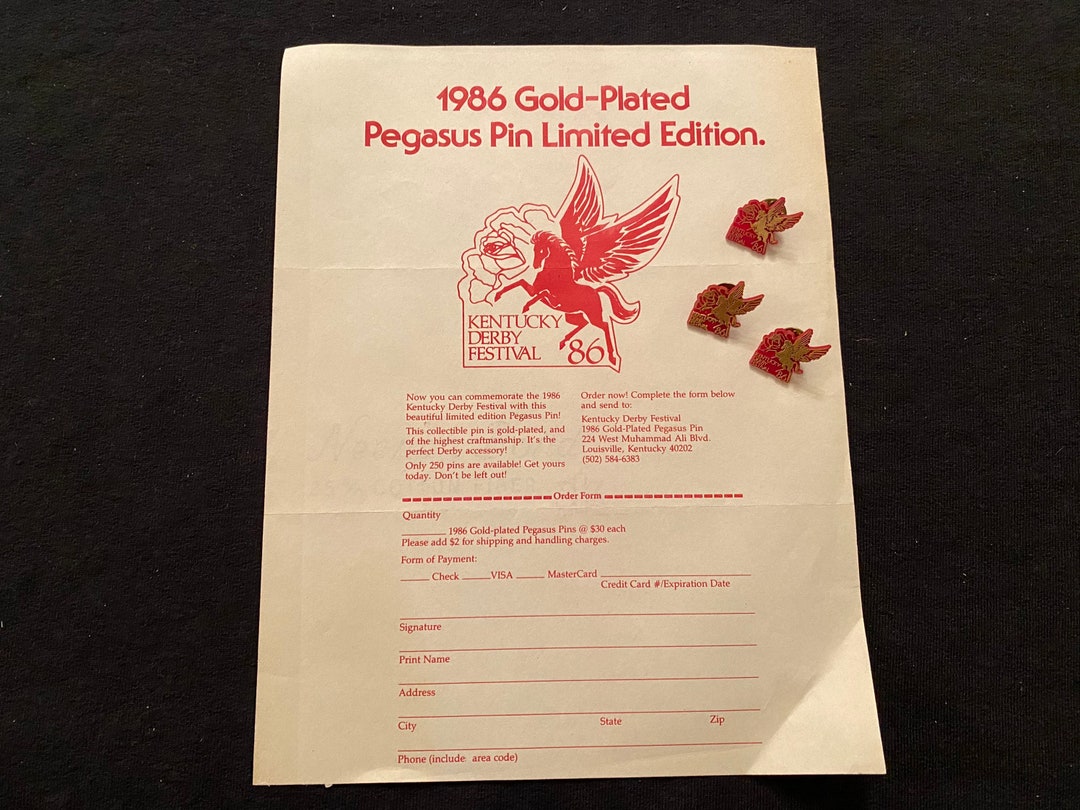 1986 Gold-Plated
Pegasus Pin Limited Edition.
KENTUCKY
DERBY
FESTIVAL '86
Now you can commemorate the 1986
Kentucky Derby Festival with this
beautiful limited edition Pegasus Pin!
This collectible pin is gold-plated, and
of the highest craftmanship. It's the
perfect Derby accessory!
Only 250 pins are available! Get yours
today. Don't be left out!
Order now! Complete the form below
and send to:
Kentucky Derby Festival
1986 Gold-Plated Pegasus Pin
224 West Muhammad Ali Blvd.
Louisville, Kentucky 40202
(502) 584-6383
Order Form
Quantity
______ 1986 Gold-plated Pegasus Pins @ $30 each
Please add $2 for shipping and handling charges.
Form of Payment:
____ Check ____ VISA ____ MasterCard
Credit Card #/Expiration Date
Signature
Print Name
Address
City State Zip
Phone (include area code)